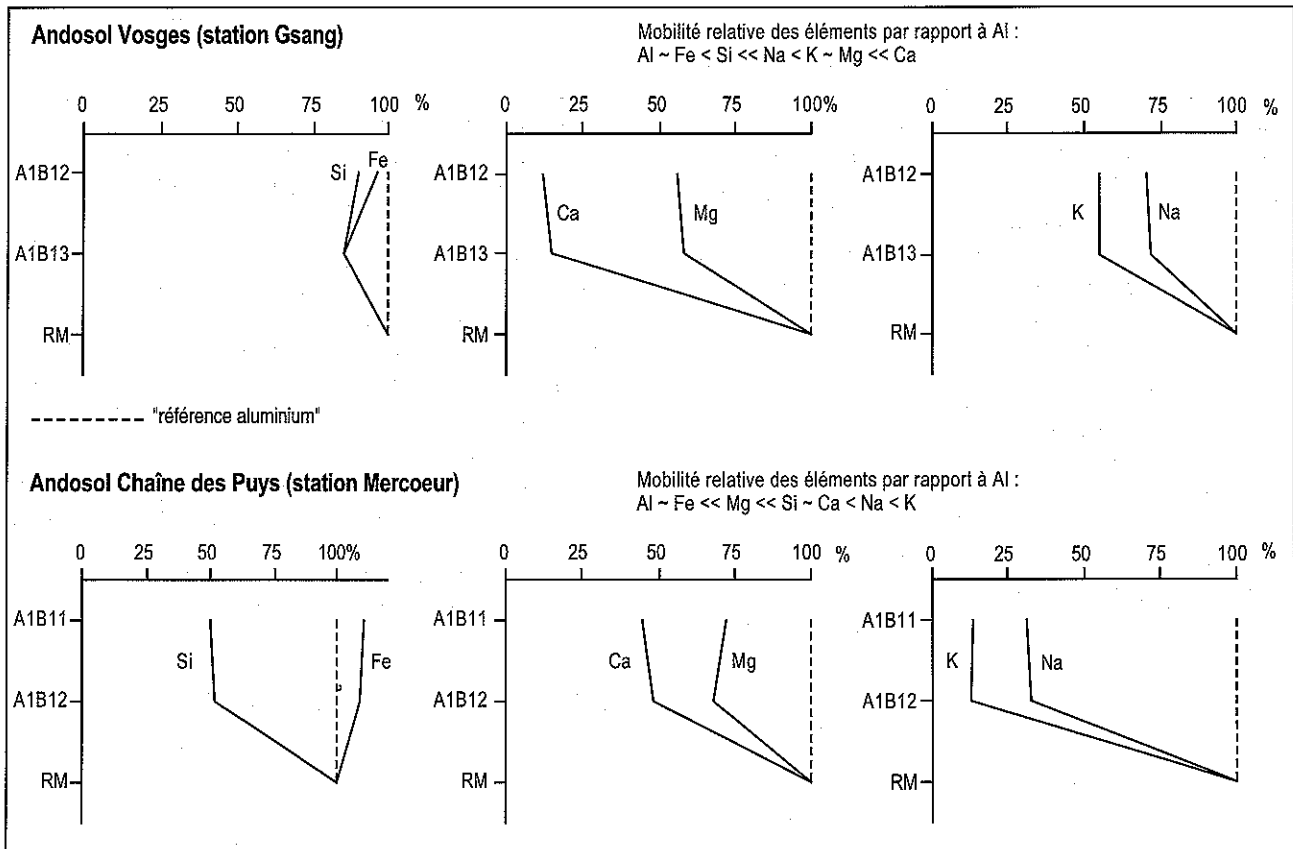 Andosol Vosges (station Gsang)
Mobilité relative des éléments par rapport à Al :
Al ~ Fe < Si << Na < K ~ Mg << Ca
0 25 50 75 100 %
0 25 50 75 100%
0 25 50 75 100 %
A1B12
A1B13
RM
Si
Fe
A1B12
A1B13
RM
Ca
Mg
A1B12
A1B13
RM
K
Na
"référence aluminium"
Andosol Chaîne des Puys (station Mercoeur)
Mobilité relative des éléments par rapport à Al :
Al ~ Fe << Mg << Si ~ Ca < Na < K
0 25 50 75 100%
0 25 50 75 100 %
0 25 50 75 100 %
A1B11
A1B12
RM
Si
Fe
A1B11
A1B12
RM
Ca
Mg
A1B11
A1B12
RM
K
Na